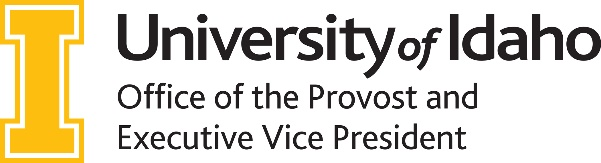 University of Idaho
Office of the Provost and
Executive Vice President